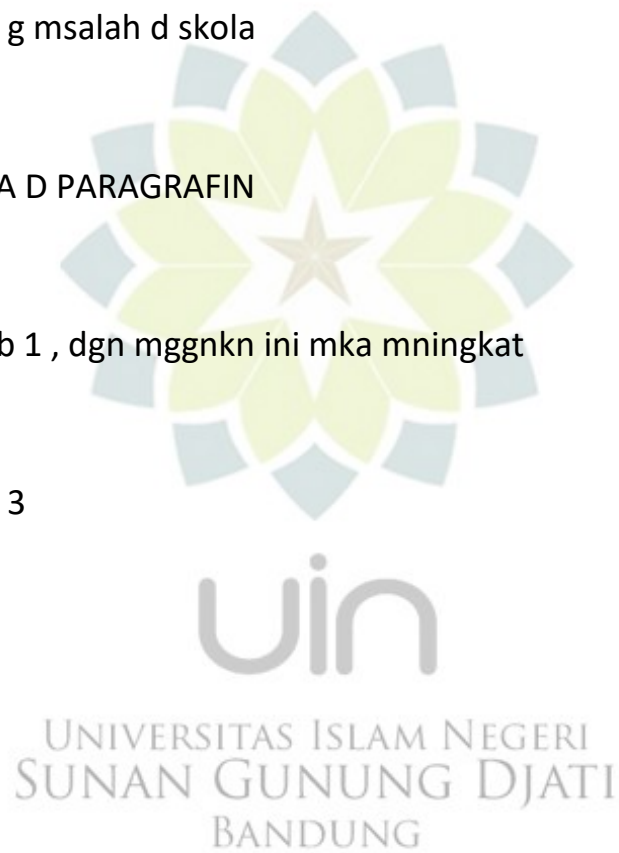 g msalah d skola
A D PARAGRAFIN
b 1 , dgn mggnkn ini mka mningkat
3
uin
UNIVERSITAS ISLAM NEGERI
SUNAN GUNUNG DJATI
BANDUNG